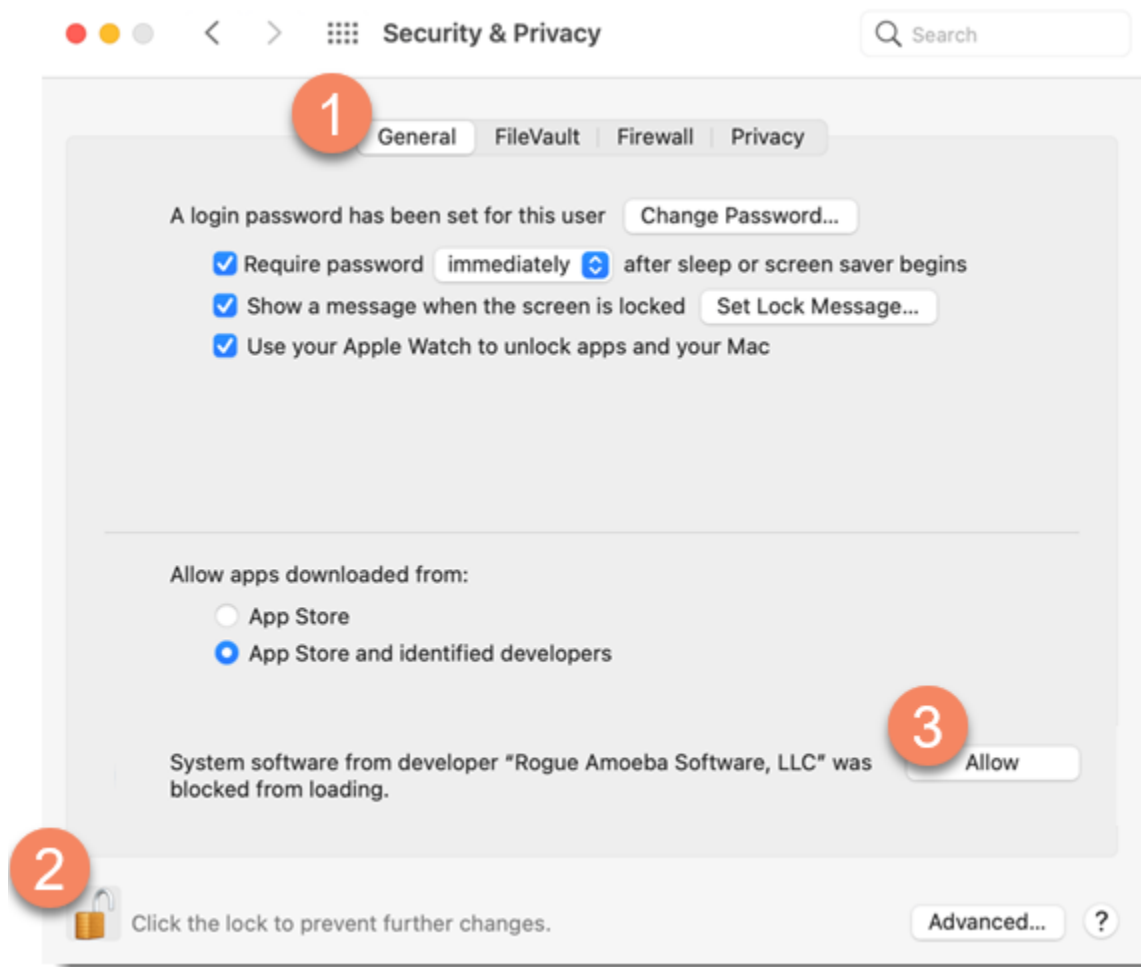 Security & Privacy
Search
1
General FileVault Firewall Privacy
A login password has been set for this user Change Password...
Require password immediately after sleep or screen saver begins
Show a message when the screen is locked Set Lock Message...
Use your Apple Watch to unlock apps and your Mac
Allow apps downloaded from:
App Store
App Store and identified developers
3
System software from developer “Rogue Amoeba Software, LLC” was Allow
blocked from loading.
2
Click the lock to prevent further changes. Advanced... ?